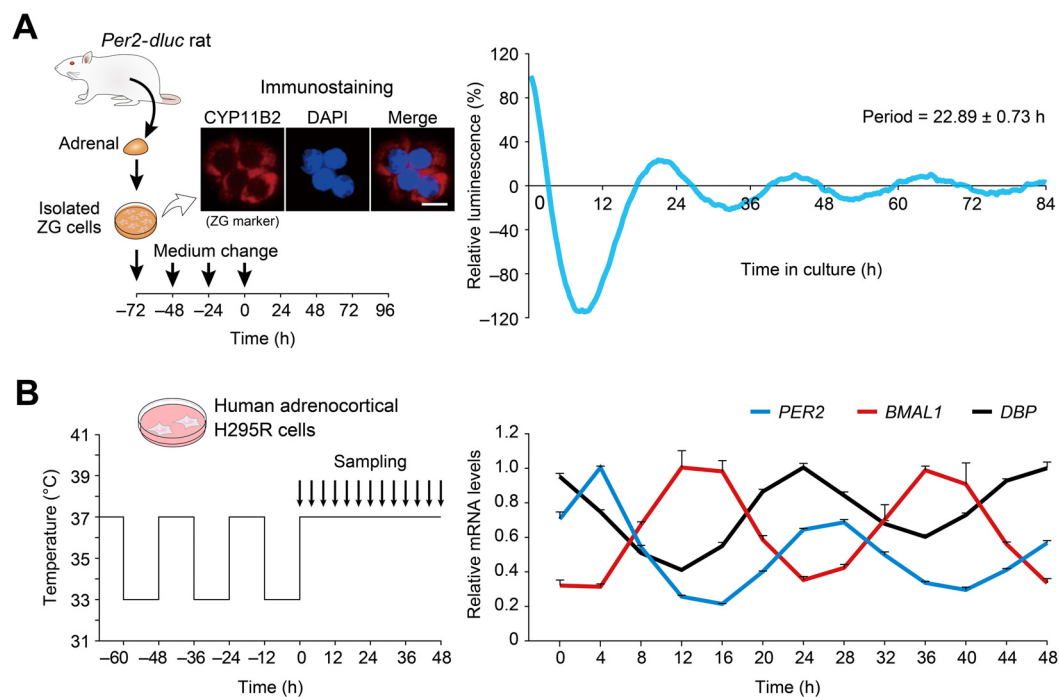 A
Per2-dluc rat
Immunostaining
CYP11B2 DAPI Merge
Adrenal
Isolated
ZG cells
(ZG marker)
Medium change
–72 –48 –24 0 24 48 72 96
Time (h)
Relative luminescence (%)
120
80
40
0
–40
–80
–120
Period = 22.89 ± 0.73 h
0 12 24 36 48 60 72 84
Time in culture (h)
B
Human adrenocortical
H295R cells
Sampling
Temperature (°C)
41
39
37
35
33
31
–60 –48 –36 –24 –12 0 12 24 36 48
Time (h)
PER2 BMAL1 DBP
Relative mRNA levels
1.2
1.0
0.8
0.6
0.4
0.2
0
0 4 8 12 16 20 24 28 32 36 40 44 48
Time (h)